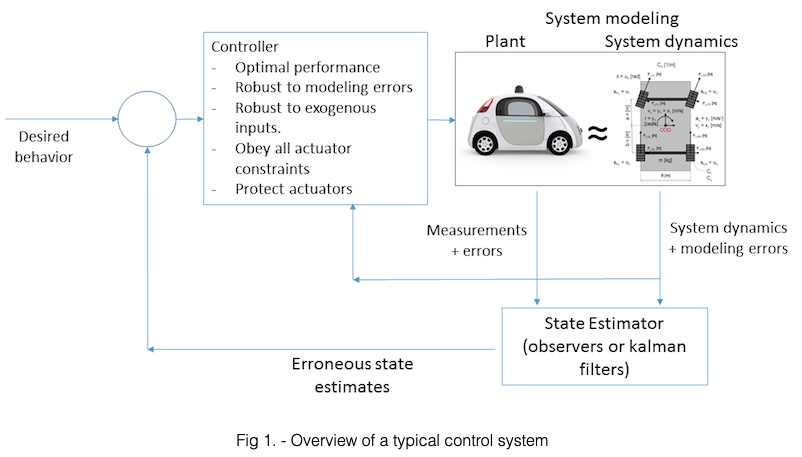 System modeling
Plant
System dynamics
Controller
- Optimal performance
- Robust to modeling errors
- Robust to exogenous
inputs.
- Obey all actuator
constraints
- Protect actuators
Desired
behavior
≈
m [kg]
Measurements
+ errors
System dynamics
+ modeling errors
State Estimator
(observers or kalman
filters)
Erroneous state
estimates
Fig 1. - Overview of a typical control system